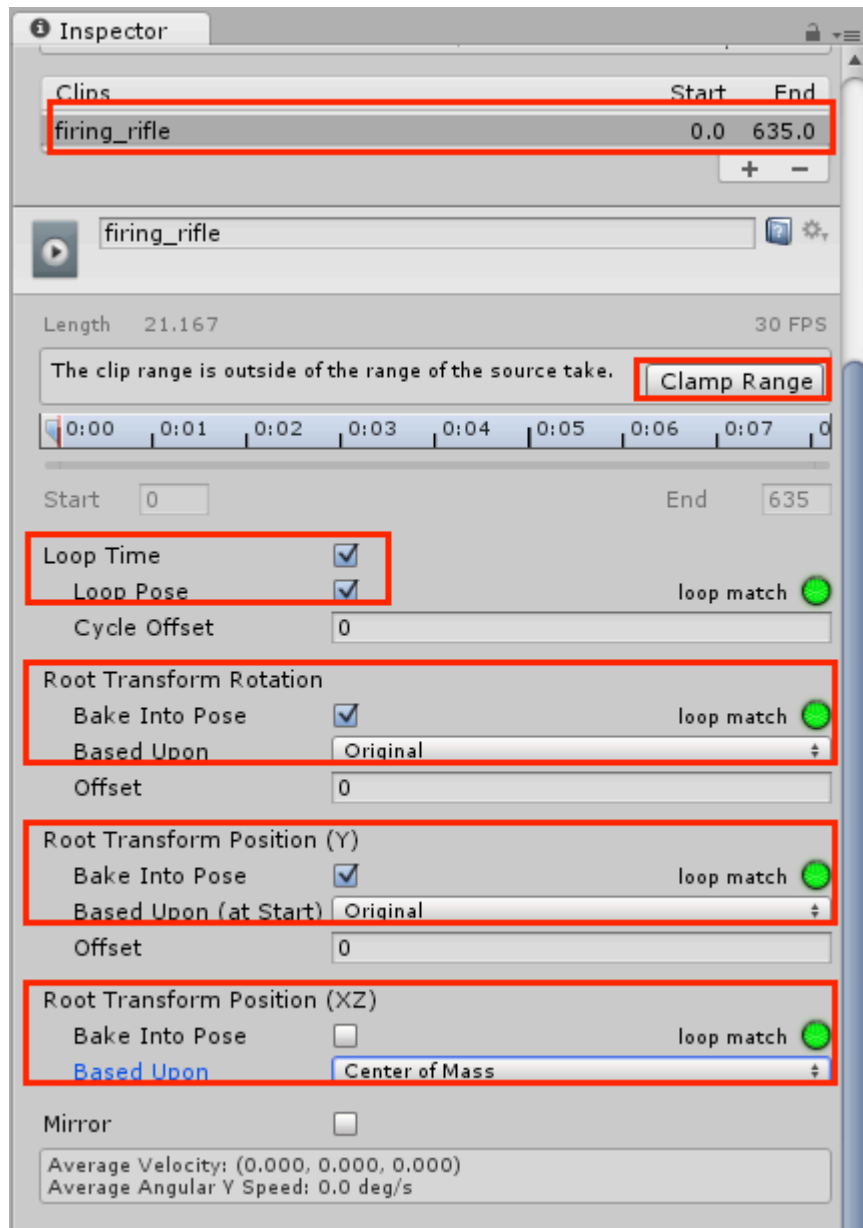 Inspector
Clips Start End
firing_rifle 0.0 635.0
+ −
firing_rifle
Length 21.167 30 FPS
The clip range is outside of the range of the source take. Clamp Range
0:00 0:01 0:02 0:03 0:04 0:05 0:06 0:07 0
Start 0 End 635
Loop Time
Loop Pose loop match
Cycle Offset 0
Root Transform Rotation
Bake Into Pose loop match
Based Upon Original
Offset 0
Root Transform Position (Y)
Bake Into Pose loop match
Based Upon (at Start) Original
Offset 0
Root Transform Position (XZ)
Bake Into Pose loop match
Based Upon Center of Mass
Mirror
Average Velocity: (0.000, 0.000, 0.000)
Average Angular Y Speed: 0.0 deg/s